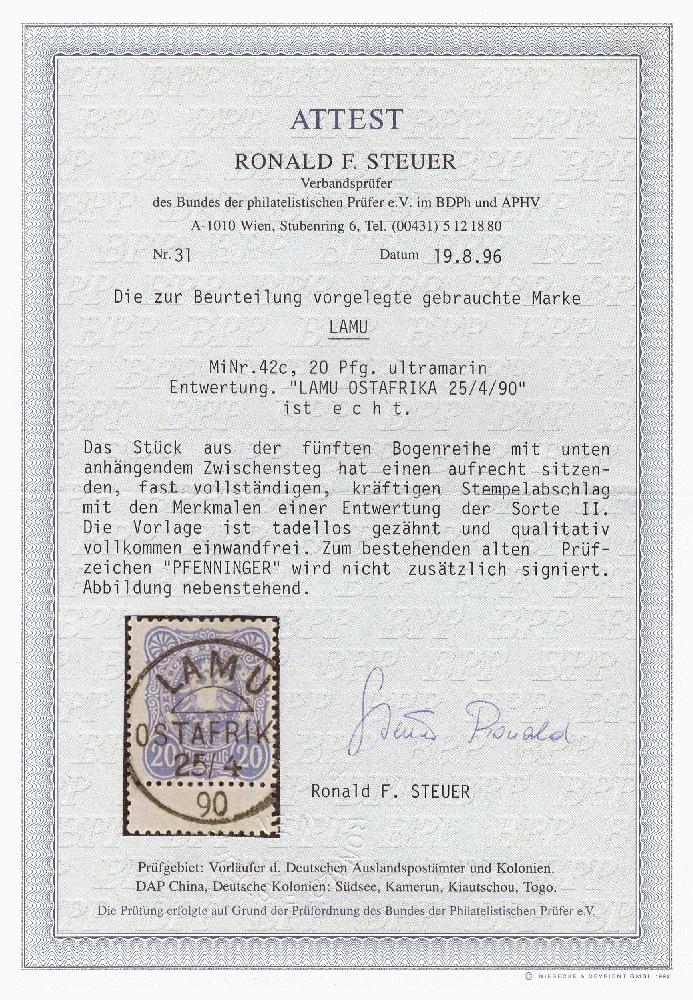 ATTEST
RONALD F. STEUER
Verbandsprüfer
des Bundes der philatelistischen Prüfer e.V. im BDPh und APHV
A-1010 Wien, Stubenring 6, Tel. (00431) 5 12 18 80
Nr. 31 Datum 19.8.96
Die zur Beurteilung vorgelegte gebrauchte Marke
LAMU
MiNr.42c, 20 Pfg. ultramarin
Entwertung. "LAMU OSTAFRIKA 25/4/90"
ist e c h t.
Das Stück aus der fünften Bogenreihe mit unten
anhängendem Zwischensteg hat einen aufrecht sitzen-
den, fast vollständigen, kräftigen Stempelabschlag
mit den Merkmalen einer Entwertung der Sorte II.
Die Vorlage ist tadellos gezähnt und qualitativ
vollkommen einwandfrei. Zum bestehenden alten Prüf-
zeichen "PFENNINGER" wird nicht zusätzlich signiert.
Abbildung nebenstehend.
LAMU
OSTAFRIK
20 20
25/4
90
Steuer Ronald
Ronald F. STEUER
Prüfgebiet: Vorläufer d. Deutschen Auslandspostämter und Kolonien.
DAP China, Deutsche Kolonien: Südsee, Kamerun, Kiautschou, Togo.
Die Prüfung erfolgte auf Grund der Prüfordnung des Bundes der Philatelistischen Prüfer e.V.
© GIESECKE & DEVRIENT GMBH 1992